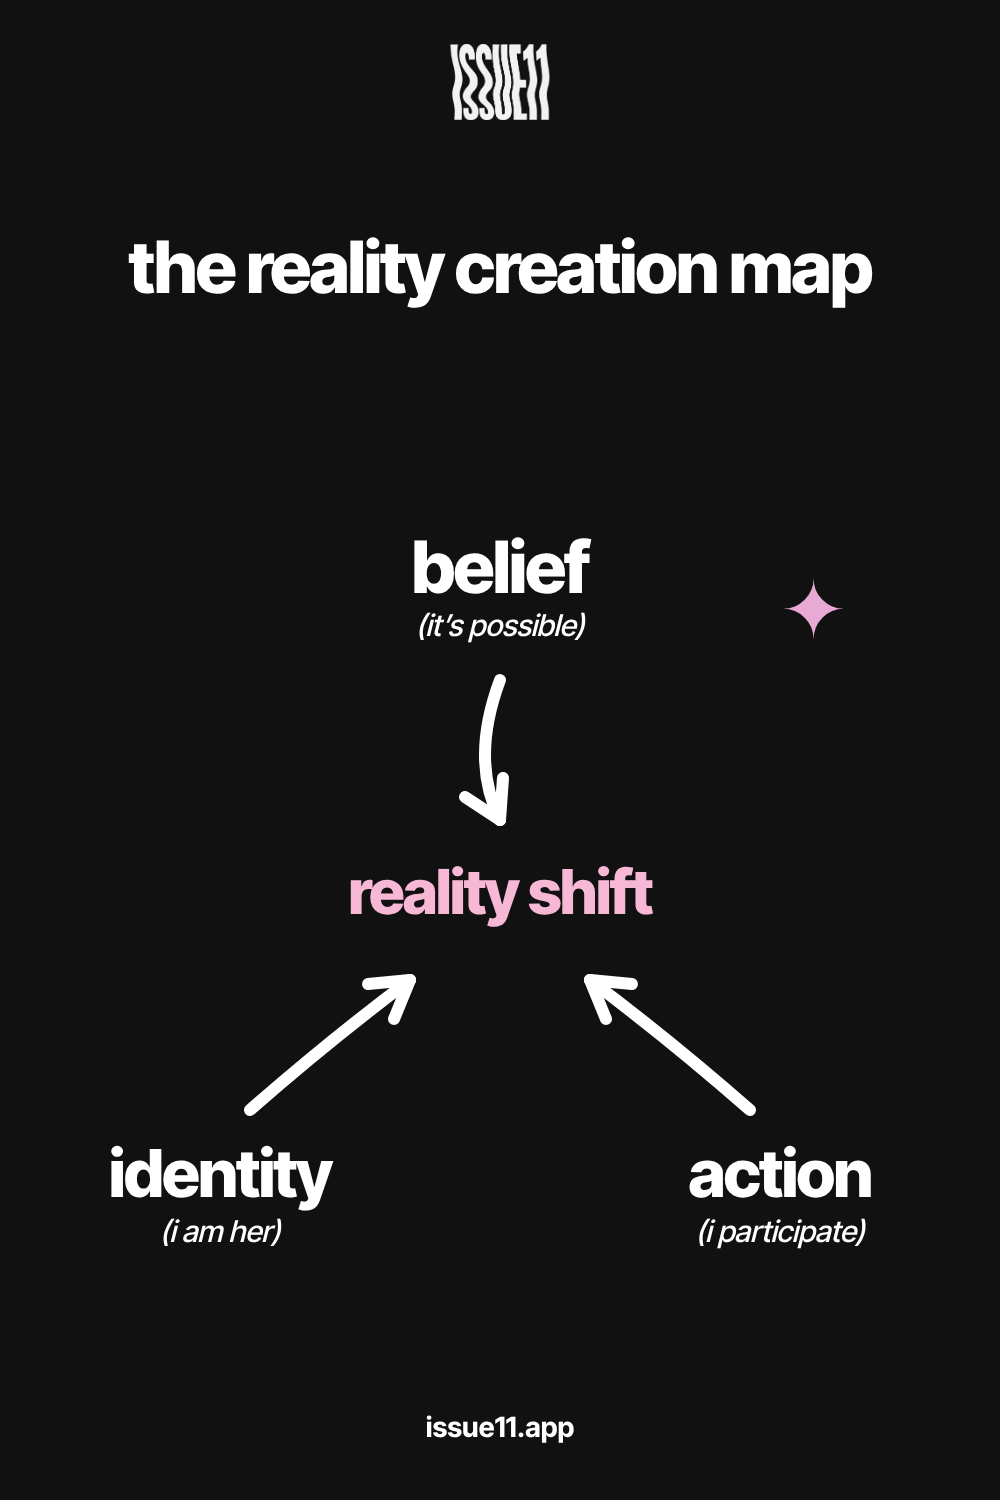 ISSUE11
the reality creation map
belief
(it's possible)
reality shift
identity
(i am her)
action
(i participate)
issue11.app